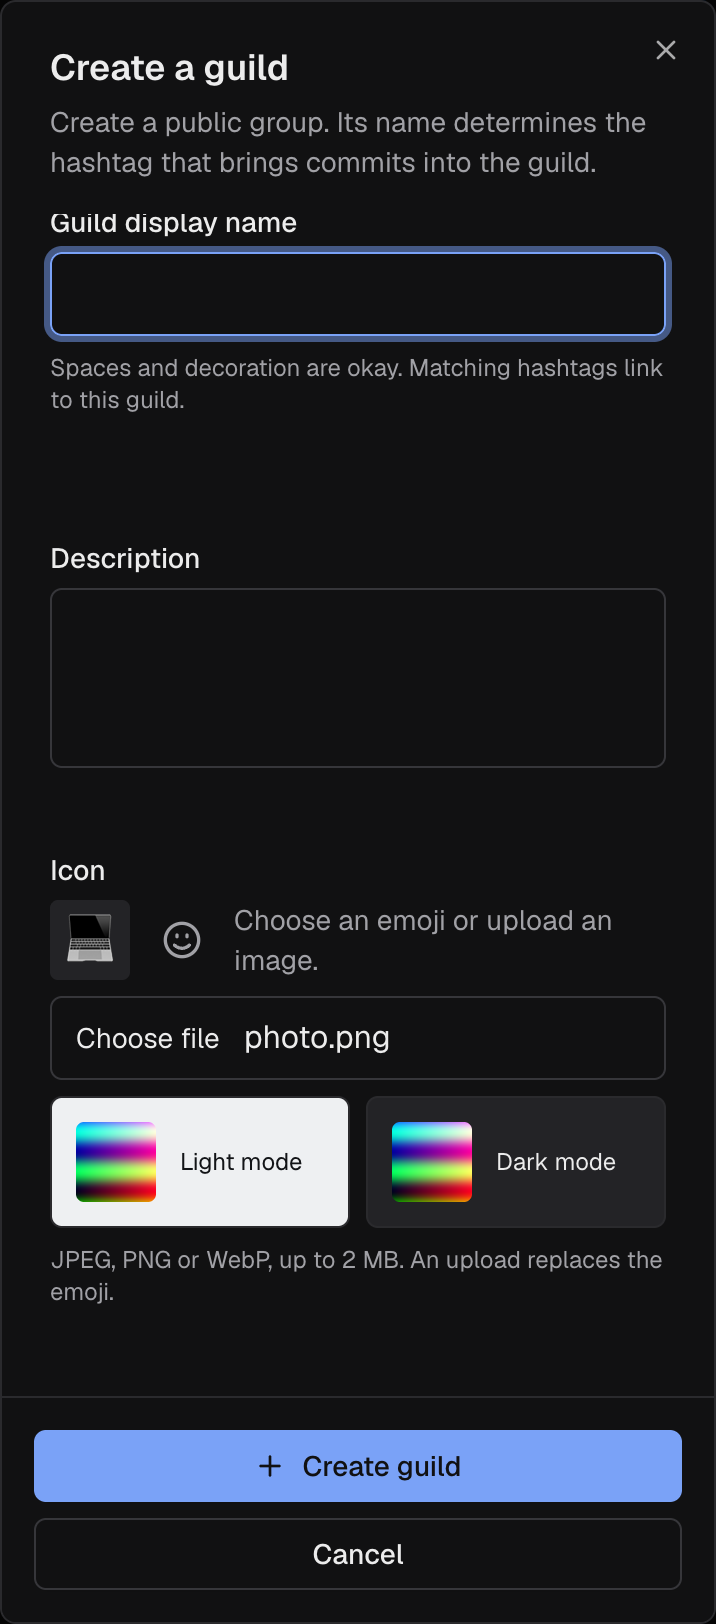 Create a guild
Create a public group. Its name determines the
hashtag that brings commits into the guild.
Guild display name
Spaces and decoration are okay. Matching hashtags link
to this guild.
Description
Icon
Choose an emoji or upload an
image.
Choose file photo.png
Light mode
Dark mode
JPEG, PNG or WebP, up to 2 MB. An upload replaces the
emoji.
Create guild
Cancel